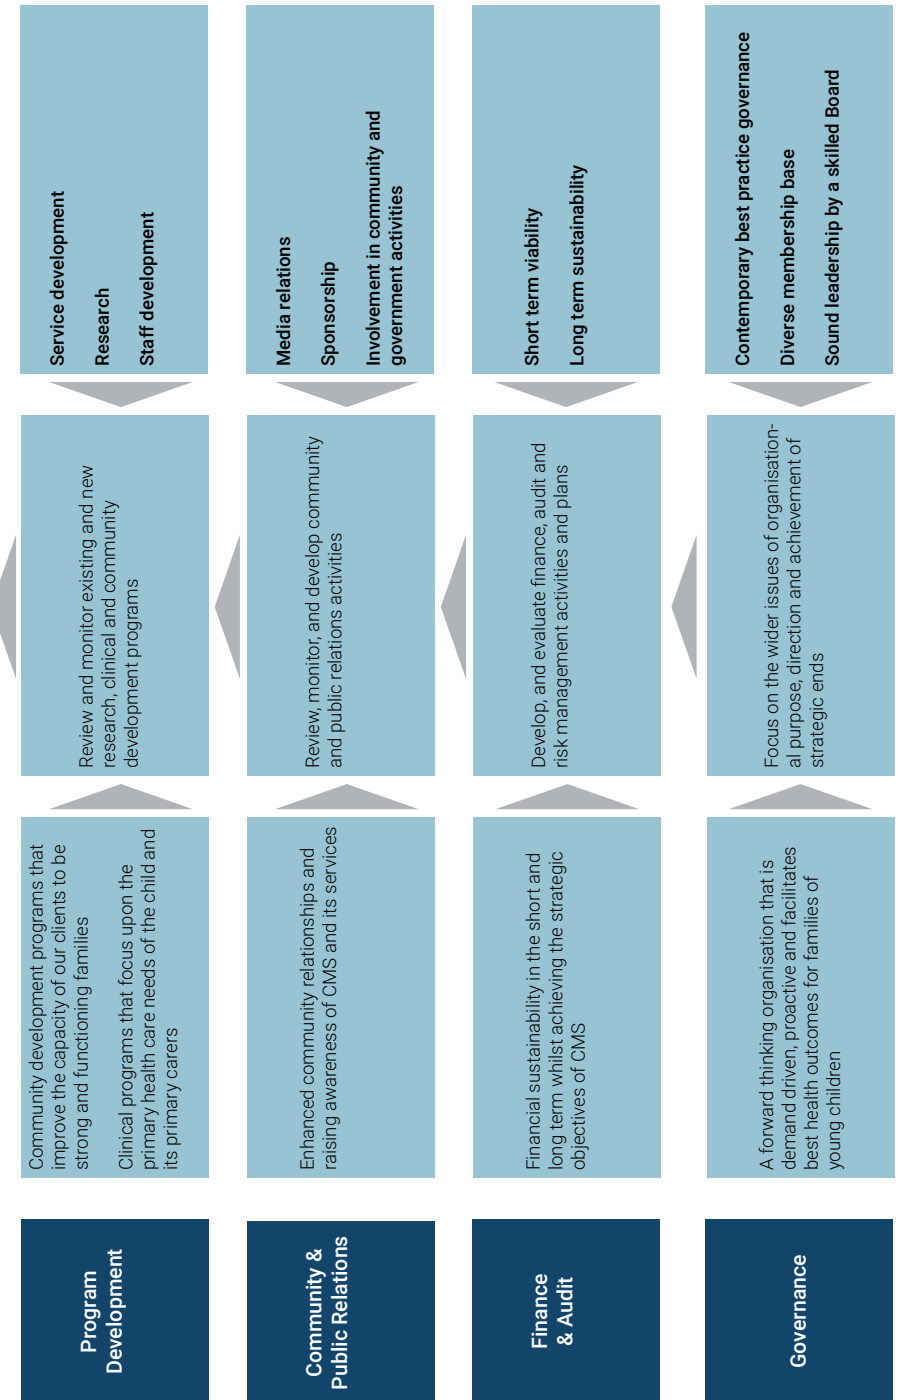 Program
Development
Community development programs that
improve the capacity of our clients to be
strong and functioning families
Clinical programs that focus upon the
primary health care needs of the child and
its primary carers
Review and monitor existing and new
research, clinical and community
development programs
Service development
Research
Staff development
Community &
Public Relations
Enhanced community relationships and
raising awareness of CMS and its services
Review, monitor, and develop community
and public relations activities
Media relations
Sponsorship
Involvement in community and
government activities
Finance
& Audit
Financial sustainability in the short and
long term whilst achieving the strategic
objectives of CMS
Develop, and evaluate finance, audit and
risk management activities and plans
Short term viability
Long term sustainability
Governance
A forward thinking organisation that is
demand driven, proactive and facilitates
best health outcomes for families of
young children
Focus on the wider issues of organisation-
al purpose, direction and achievement of
strategic ends
Contemporary best practice governance
Diverse membership base
Sound leadership by a skilled Board